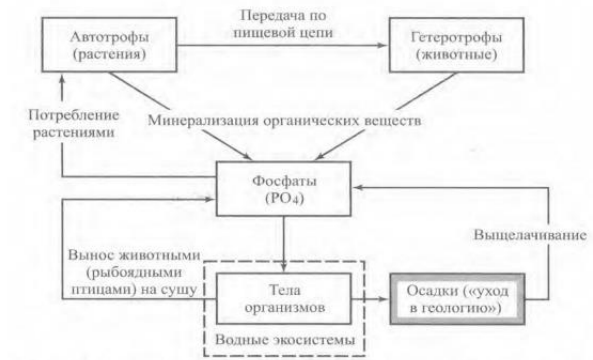 Передача по
пищевой цепи
Автотрофы
(растения)
Гетеротрофы
(животные)
Потребление
растениями
Минерализация органических веществ
Фосфаты
(PO₄)
Выщелачивание
Вынос животными
(рыбоядными
птицами) на сушу
Тела
организмов
Осадки («уход
в геологию»)
Водные экосистемы